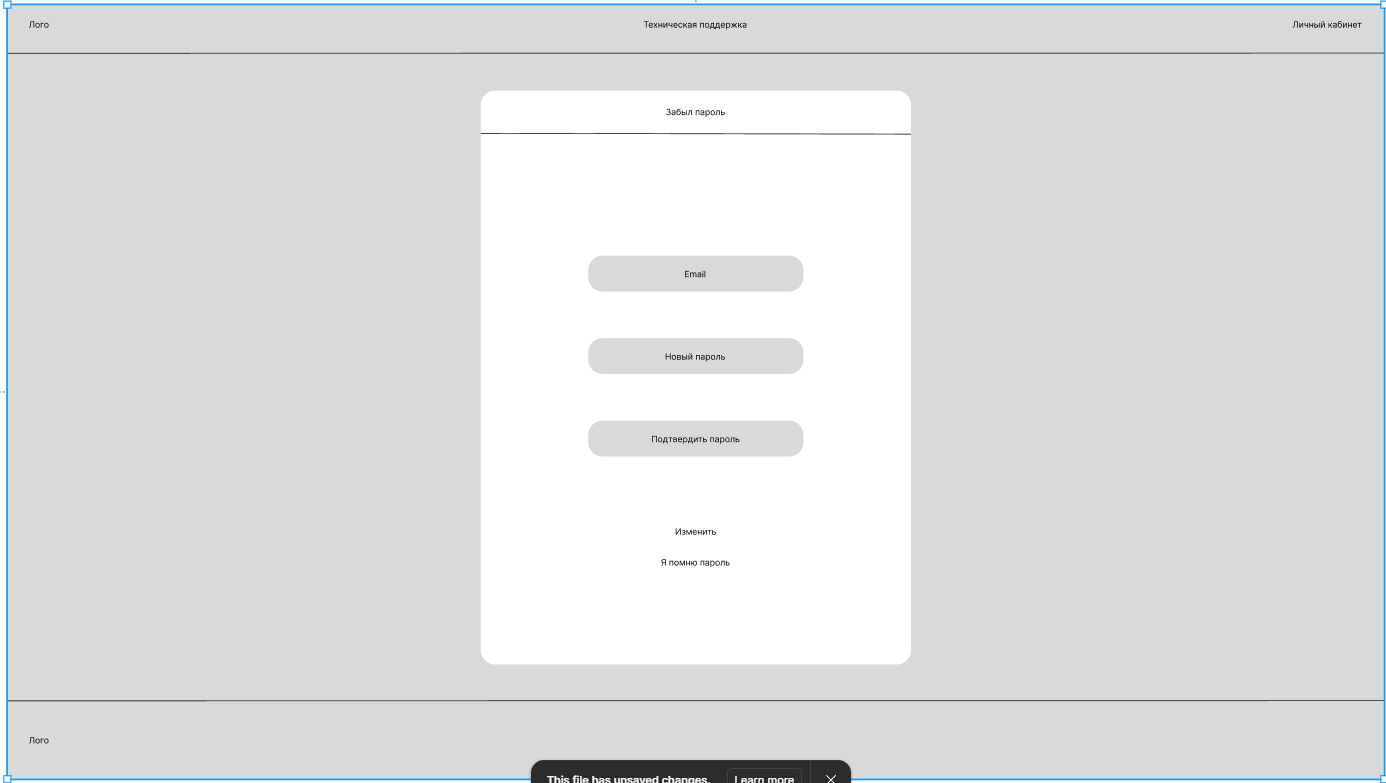 Лого
Техническая поддержка
Личный кабинет
Забыл пароль
Email
Новый пароль
Подтвердить пароль
Изменить
Я помню пароль
Лого
This file has unsaved changes.
Learn more